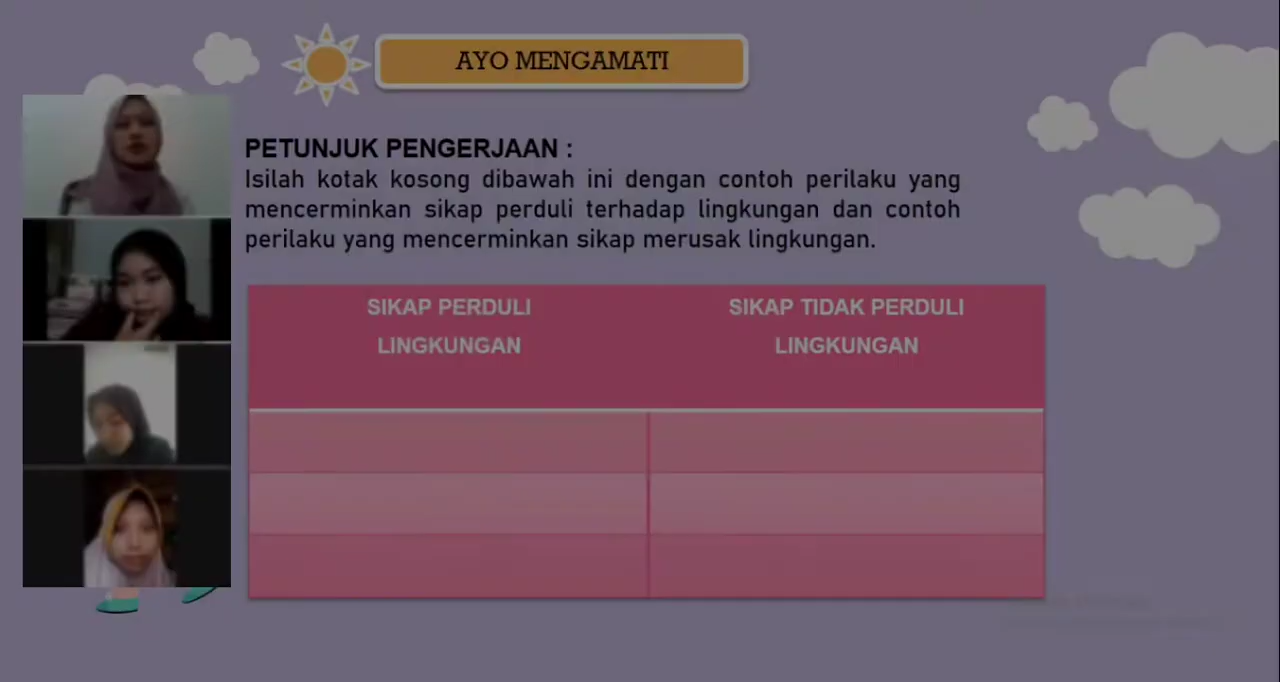 AYO MENGAMATI
PETUNJUK PENGERJAAN :
Isilah kotak kosong dibawah ini dengan contoh perilaku yang
mencerminkan sikap perduli terhadap lingkungan dan contoh
perilaku yang mencerminkan sikap merusak lingkungan.
SIKAP PERDULI
LINGKUNGAN
SIKAP TIDAK PERDULI
LINGKUNGAN